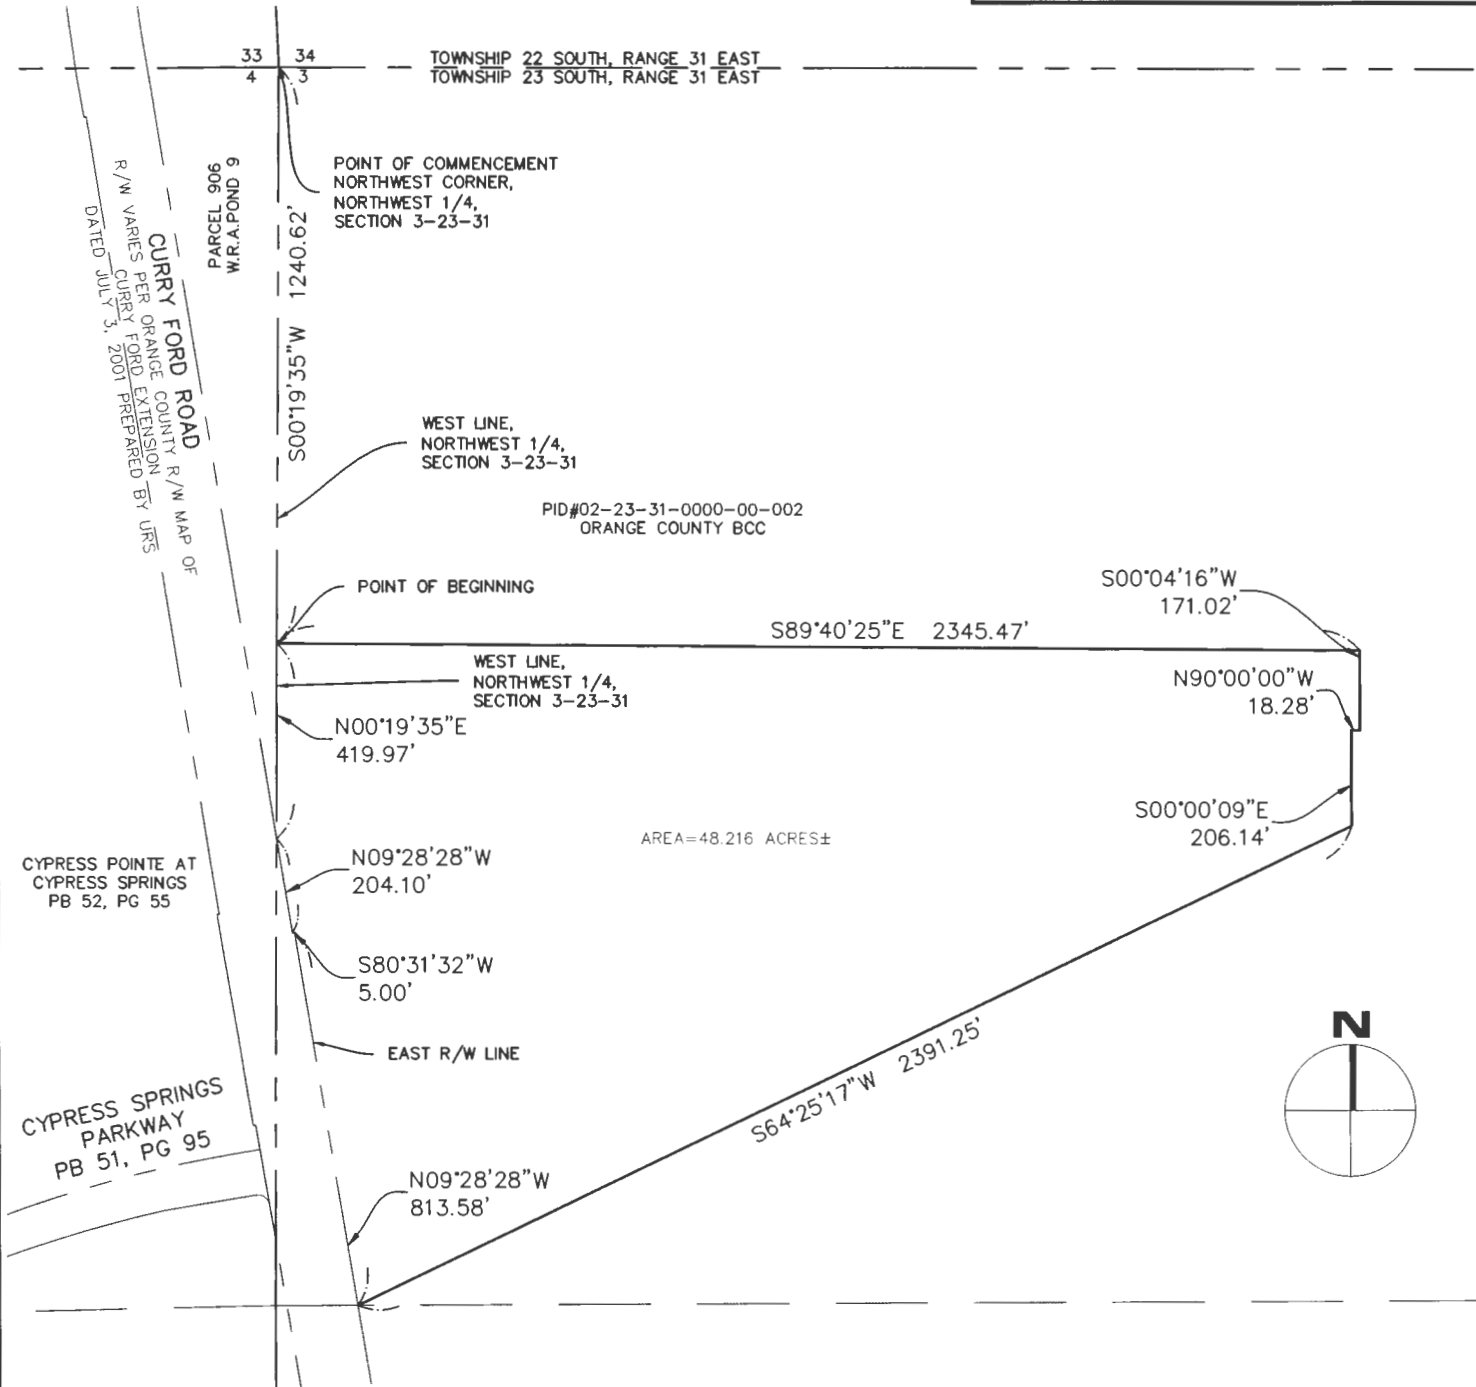 33 34
4 3
TOWNSHIP 22 SOUTH, RANGE 31 EAST
TOWNSHIP 23 SOUTH, RANGE 31 EAST
POINT OF COMMENCEMENT
NORTHWEST CORNER,
NORTHWEST 1/4,
SECTION 3-23-31
PARCEL 906
W.R.A.POND 9
S00°19'35"W 1240.62'
CURRY FORD ROAD
R/W VARIES PER ORANGE COUNTY R/W MAP OF
CURRY FORD EXTENSION
DATED JULY 3, 2001 PREPARED BY URS
WEST LINE,
NORTHWEST 1/4,
SECTION 3-23-31
PID#02-23-31-0000-00-002
ORANGE COUNTY BCC
POINT OF BEGINNING
S00°04'16"W
171.02'
S89°40'25"E 2345.47'
WEST LINE,
NORTHWEST 1/4,
SECTION 3-23-31
N90°00'00"W
18.28'
N00°19'35"E
419.97'
S00°00'09"E
206.14'
AREA=48.216 ACRES±
CYPRESS POINTE AT
CYPRESS SPRINGS
PB 52, PG 55
N09°28'28"W
204.10'
S80°31'32"W
5.00'
EAST R/W LINE
N
S64°25'17"W 2391.25'
CYPRESS SPRINGS
PARKWAY
PB 51, PG 95
N09°28'28"W
813.58'